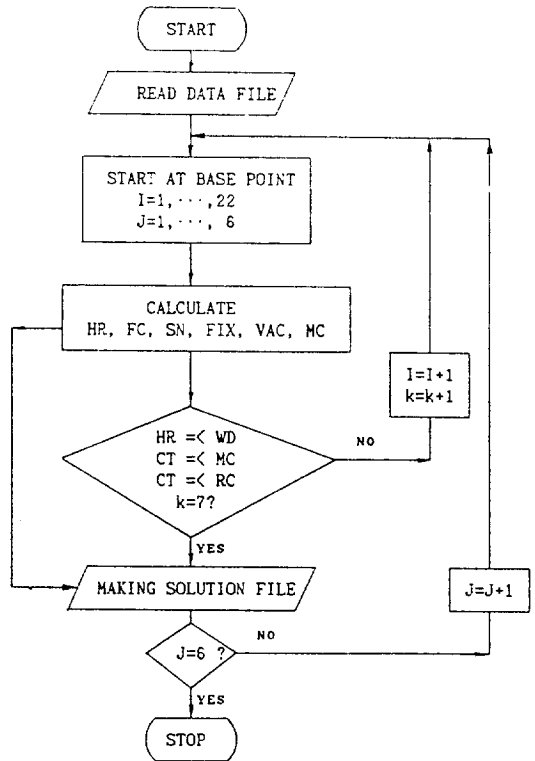 START
READ DATA FILE
START AT BASE POINT
I=1,···,22
J=1,···, 6
CALCULATE
HR, FC, SN, FIX, VAC, MC
I=I+1
k=k+1
HR =< WD
CT =< MC
CT =< RC
k=7?
NO
YES
MAKING SOLUTION FILE
J=J+1
J=6 ?
NO
YES
STOP